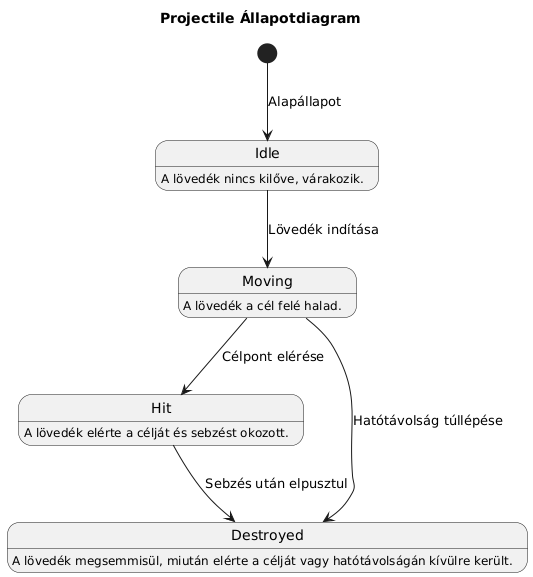 Projectile Állapotdiagram
Alapállapot
Idle
A lövedék nincs kilőve, várakozik.
Lövedék indítása
Moving
A lövedék a cél felé halad.
Célpont elérése
Hit
A lövedék elérte a célját és sebzést okozott.
Hatótávolság túllépése
Sebzés után elpusztul
Destroyed
A lövedék megsemmisül, miután elérte a célját vagy hatótávolságán kívülre került.